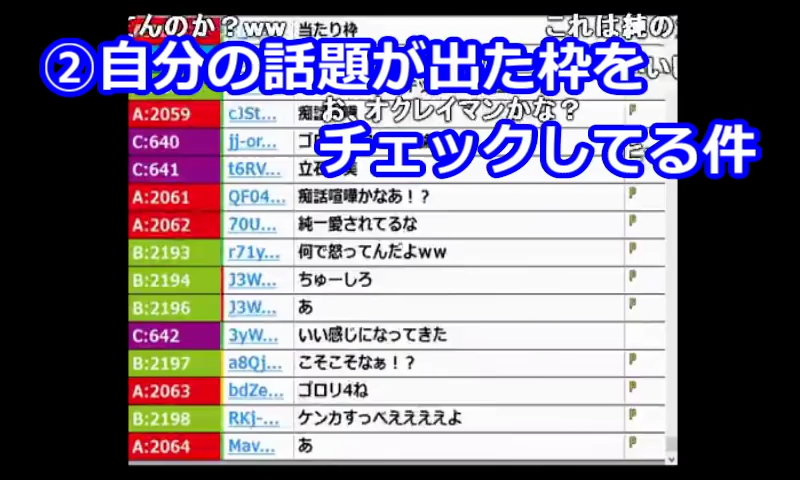 てんのか？ww 当たり枠 これは純の
②自分の話題が出た枠を
お、オクレイマンかな？
チェックしてる件
A:2059 cJSt... 痴話喧嘩
C:640 jj-or... ゴロ
C:641 t6RV... 立
A:2061 QF04... 痴話喧嘩かなあ！？ P
A:2062 70U... 純一愛されてるな P
B:2193 r71y... 何で怒ってんだよww P
B:2194 J3W... ちゅーしろ P
B:2196 J3W... あ P
C:642 3yW... いい感じになってきた
B:2197 a8Qj... こそこそなぁ！？ P
A:2063 bdZe... ゴロリ4ね P
B:2198 RKj-... ケンカすっべええええよ P
A:2064 Mav... あ P